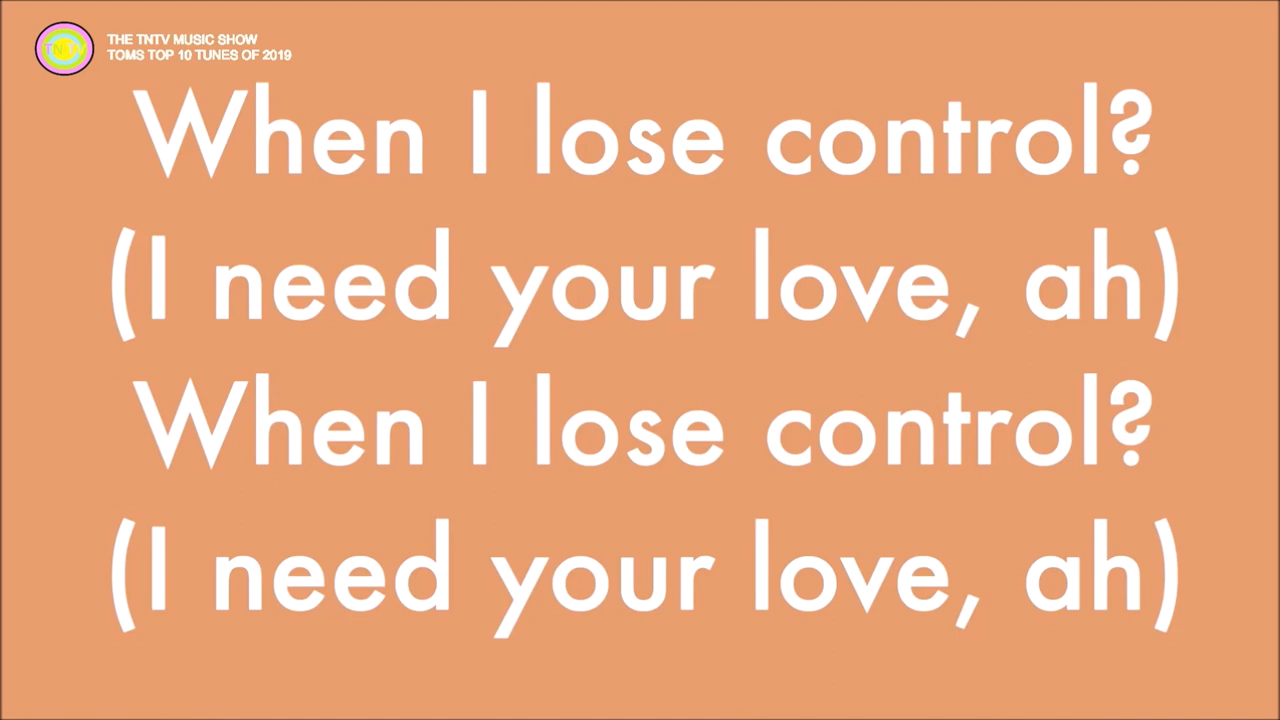 TNTV
THE TNTV MUSIC SHOW
TOMS TOP 10 TUNES OF 2019
When I lose control?
(I need your love, ah)
When I lose control?
(I need your love, ah)